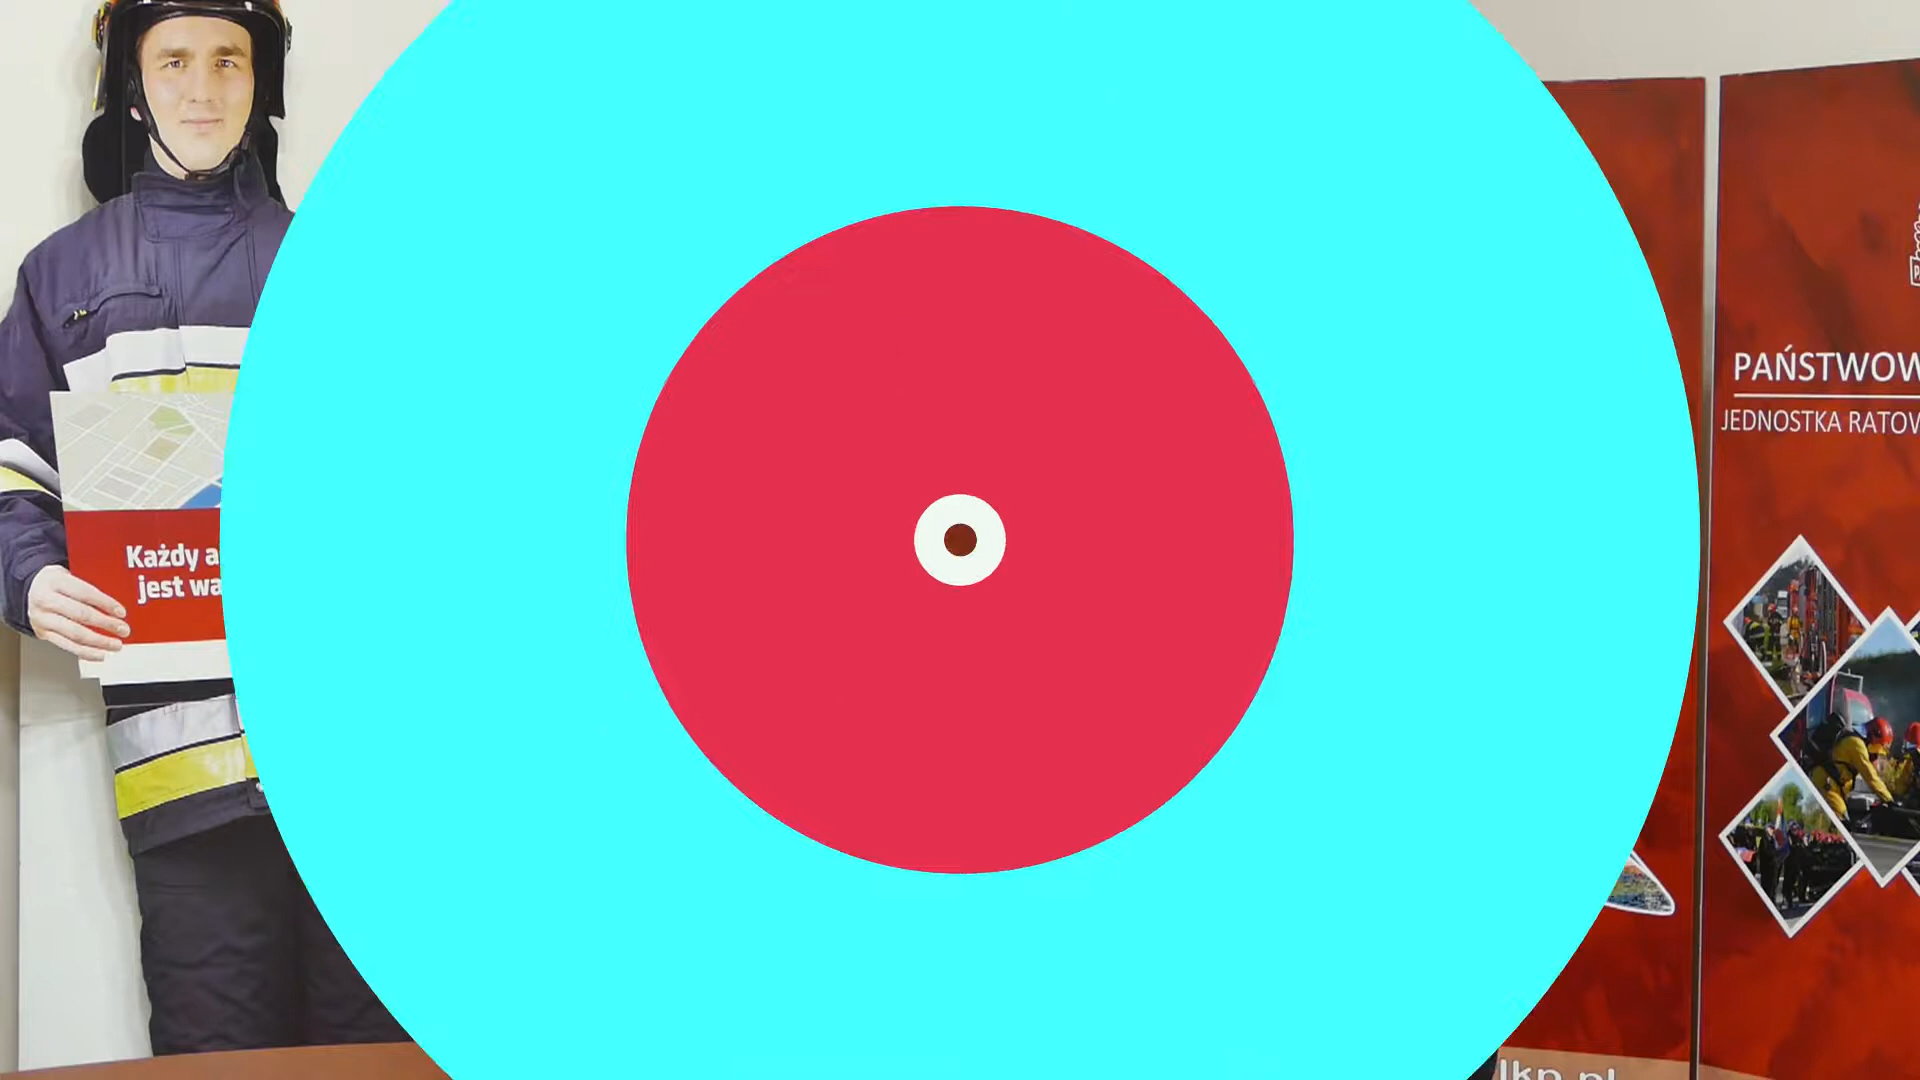 Każdy a
jest wa
PAŃSTWOW
JEDNOSTKA RATOW
lkp.pl